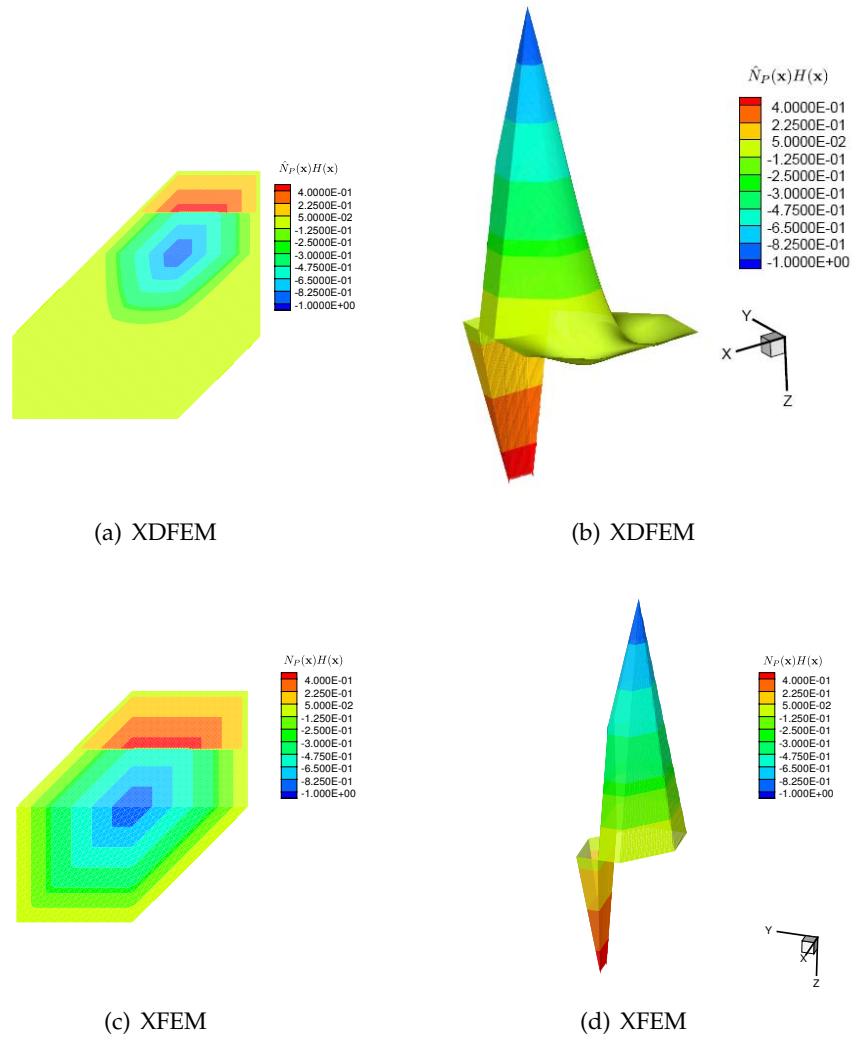 N̂_P(x)H(x)
4.0000E-01
2.2500E-01
5.0000E-02
-1.2500E-01
-2.5000E-01
-3.0000E-01
-4.7500E-01
-6.5000E-01
-8.2500E-01
-1.0000E+00
(a) XDFEM
N̂_P(x)H(x)
4.0000E-01
2.2500E-01
5.0000E-02
-1.2500E-01
-2.5000E-01
-3.0000E-01
-4.7500E-01
-6.5000E-01
-8.2500E-01
-1.0000E+00
Y
X
Z
(b) XDFEM
N_P(x)H(x)
4.000E-01
2.250E-01
5.000E-02
-1.250E-01
-2.500E-01
-3.000E-01
-4.750E-01
-6.500E-01
-8.250E-01
-1.000E+00
(c) XFEM
N_P(x)H(x)
4.000E-01
2.250E-01
5.000E-02
-1.250E-01
-2.500E-01
-3.000E-01
-4.750E-01
-6.500E-01
-8.250E-01
-1.000E+00
Y
X
Z
(d) XFEM